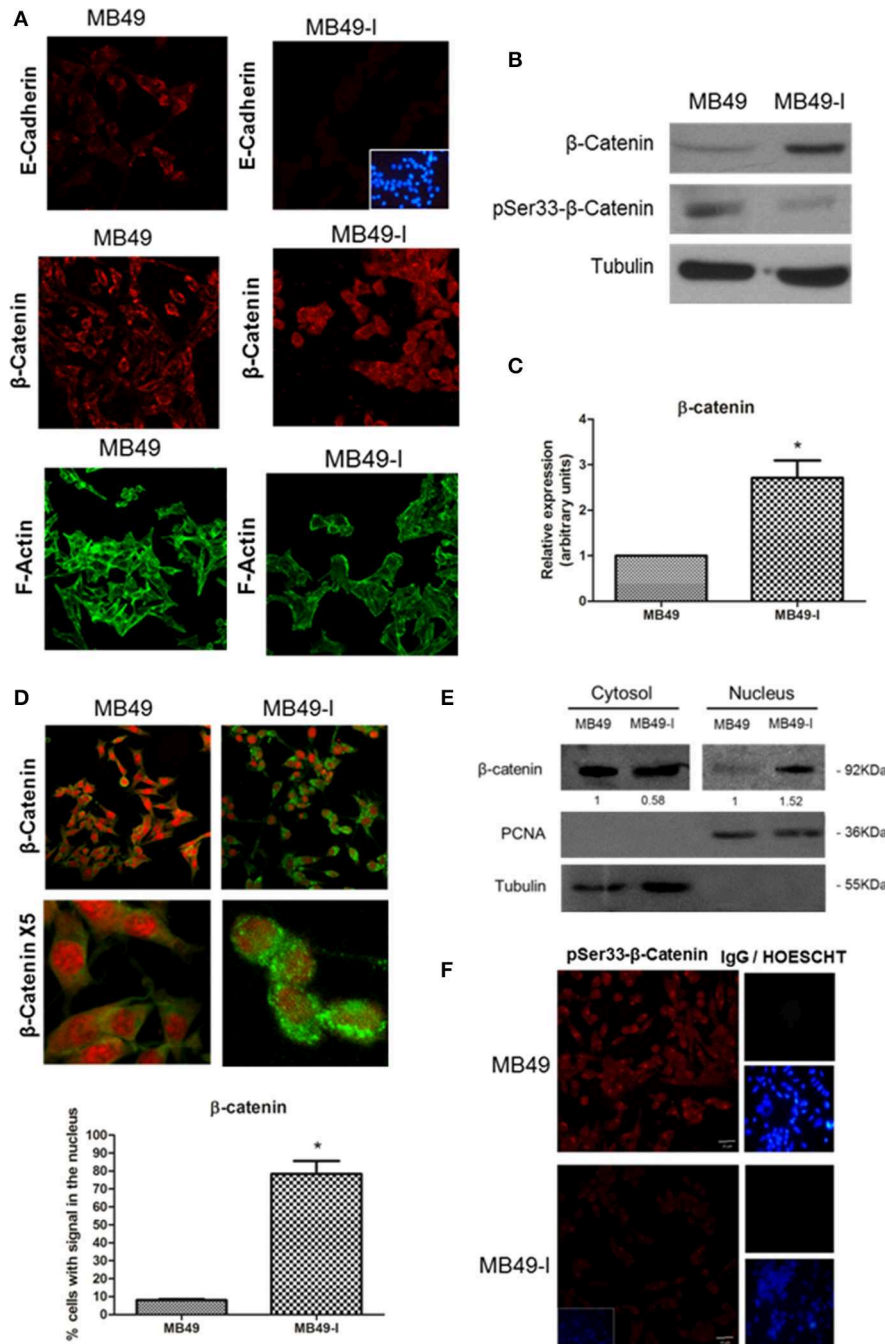 A
MB49
MB49-I
E-Cadherin
E-Cadherin
MB49
MB49-I
β-Catenin
β-Catenin
MB49
MB49-I
F-Actin
F-Actin
B
MB49 MB49-I
β-Catenin
pSer33-β-Catenin
Tubulin
C
β-catenin
Relative expression
(arbitrary units)
4
3
2
1
0
*
MB49
MB49-I
D
MB49
MB49-I
β-Catenin
β-Catenin X5
β-catenin
% cells with signal in the nucleus
100
90
80
70
60
50
40
30
20
10
0
*
MB49
MB49-I
E
Cytosol Nucleus
MB49 MB49-I MB49 MB49-I
β-catenin - 92KDa
1 0.58 1 1.52
PCNA - 36KDa
Tubulin - 55KDa
F
pSer33-β-Catenin IgG / HOESCHT
MB49
MB49-I